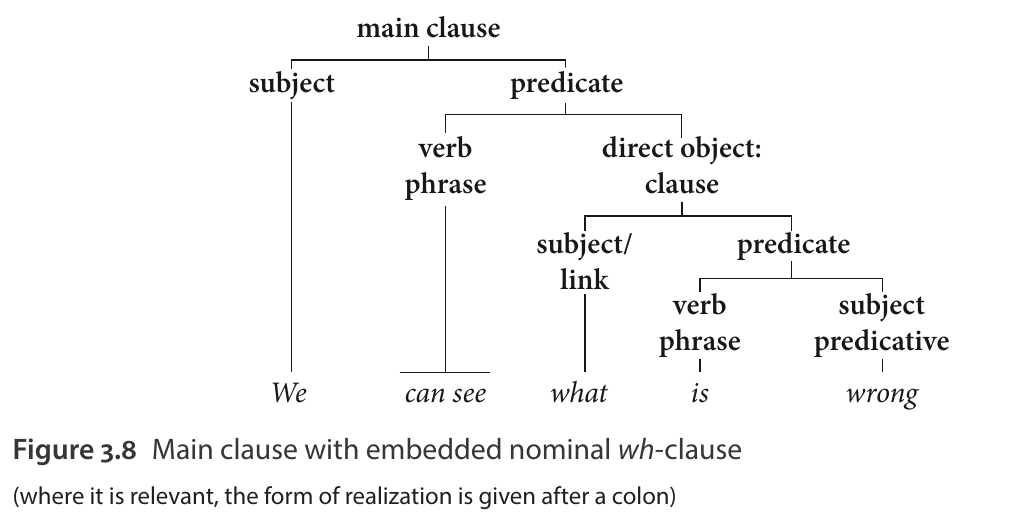 main clause
subject predicate
verb direct object:
phrase clause
subject/ predicate
link
verb subject
phrase predicative
We can see what is wrong
Figure 3.8 Main clause with embedded nominal wh-clause
(where it is relevant, the form of realization is given after a colon)